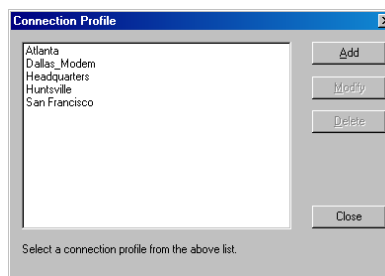 Connection Profile
Atlanta
Dallas_Modem
Headquarters
Huntsville
San Francisco
Add
Modify
Delete
Close
Select a connection profile from the above list.